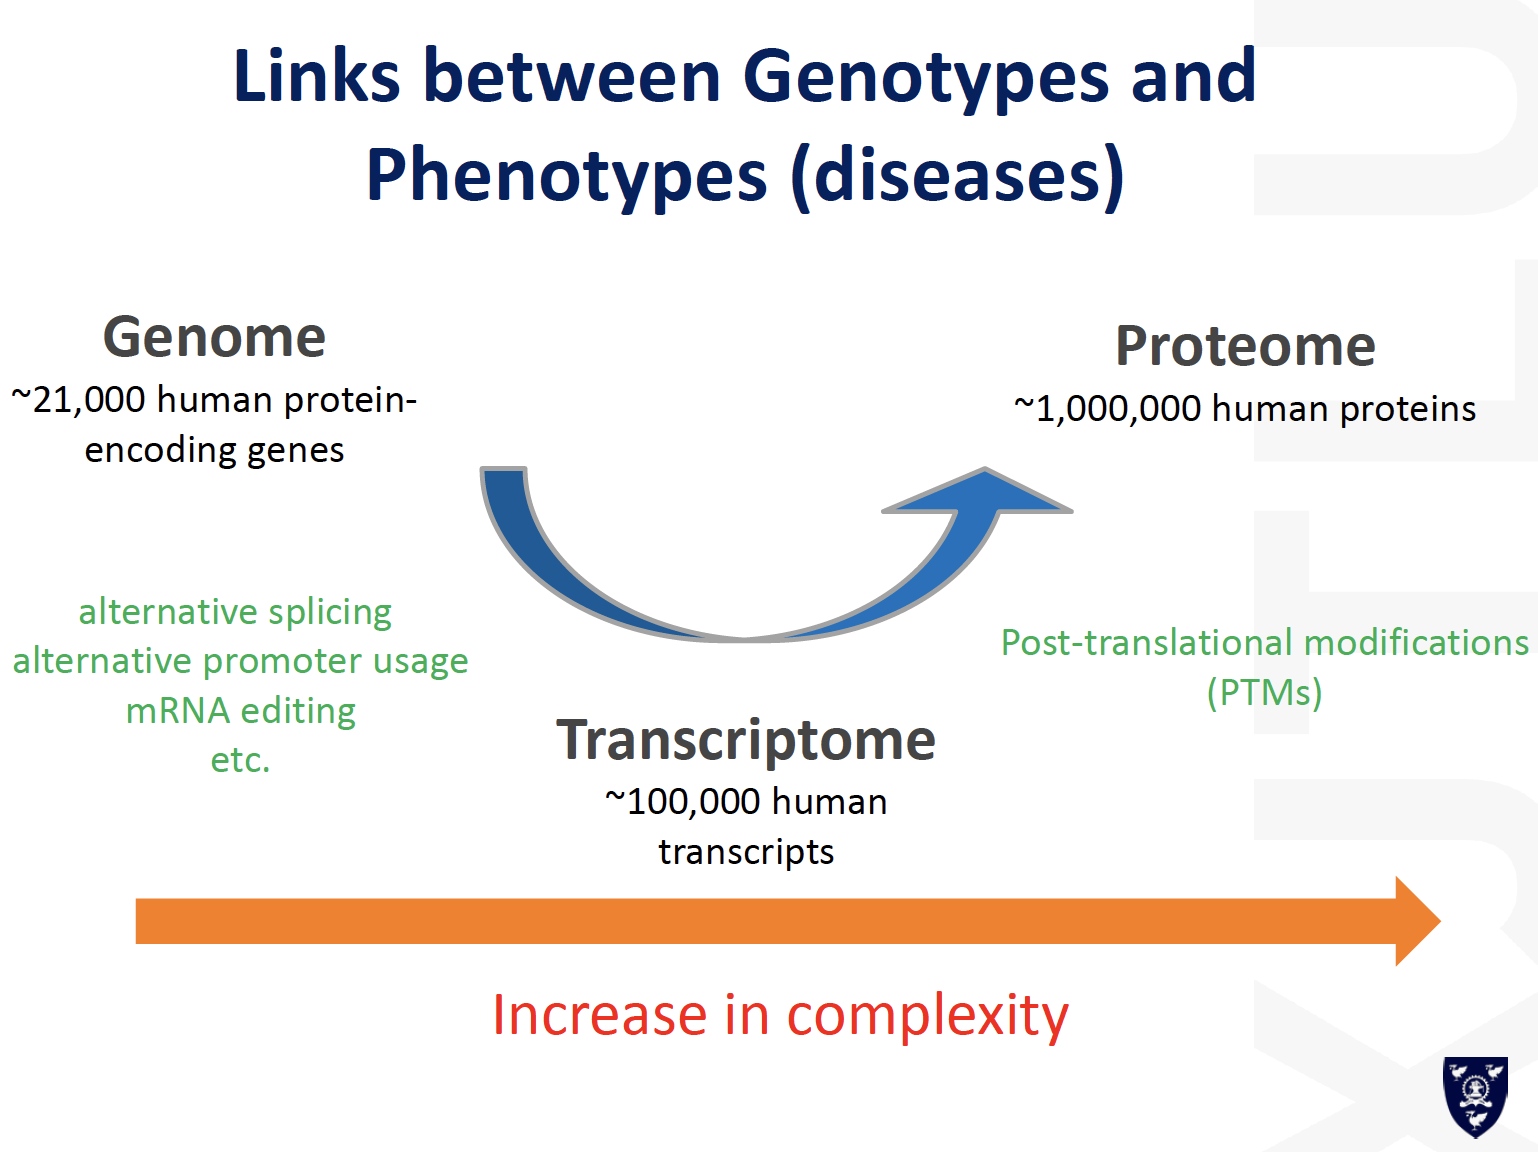 Links between Genotypes and
Phenotypes (diseases)
Genome
~21,000 human protein-
encoding genes
Proteome
~1,000,000 human proteins
alternative splicing
alternative promoter usage
mRNA editing
etc.
Post-translational modifications
(PTMs)
Transcriptome
~100,000 human
transcripts
Increase in complexity